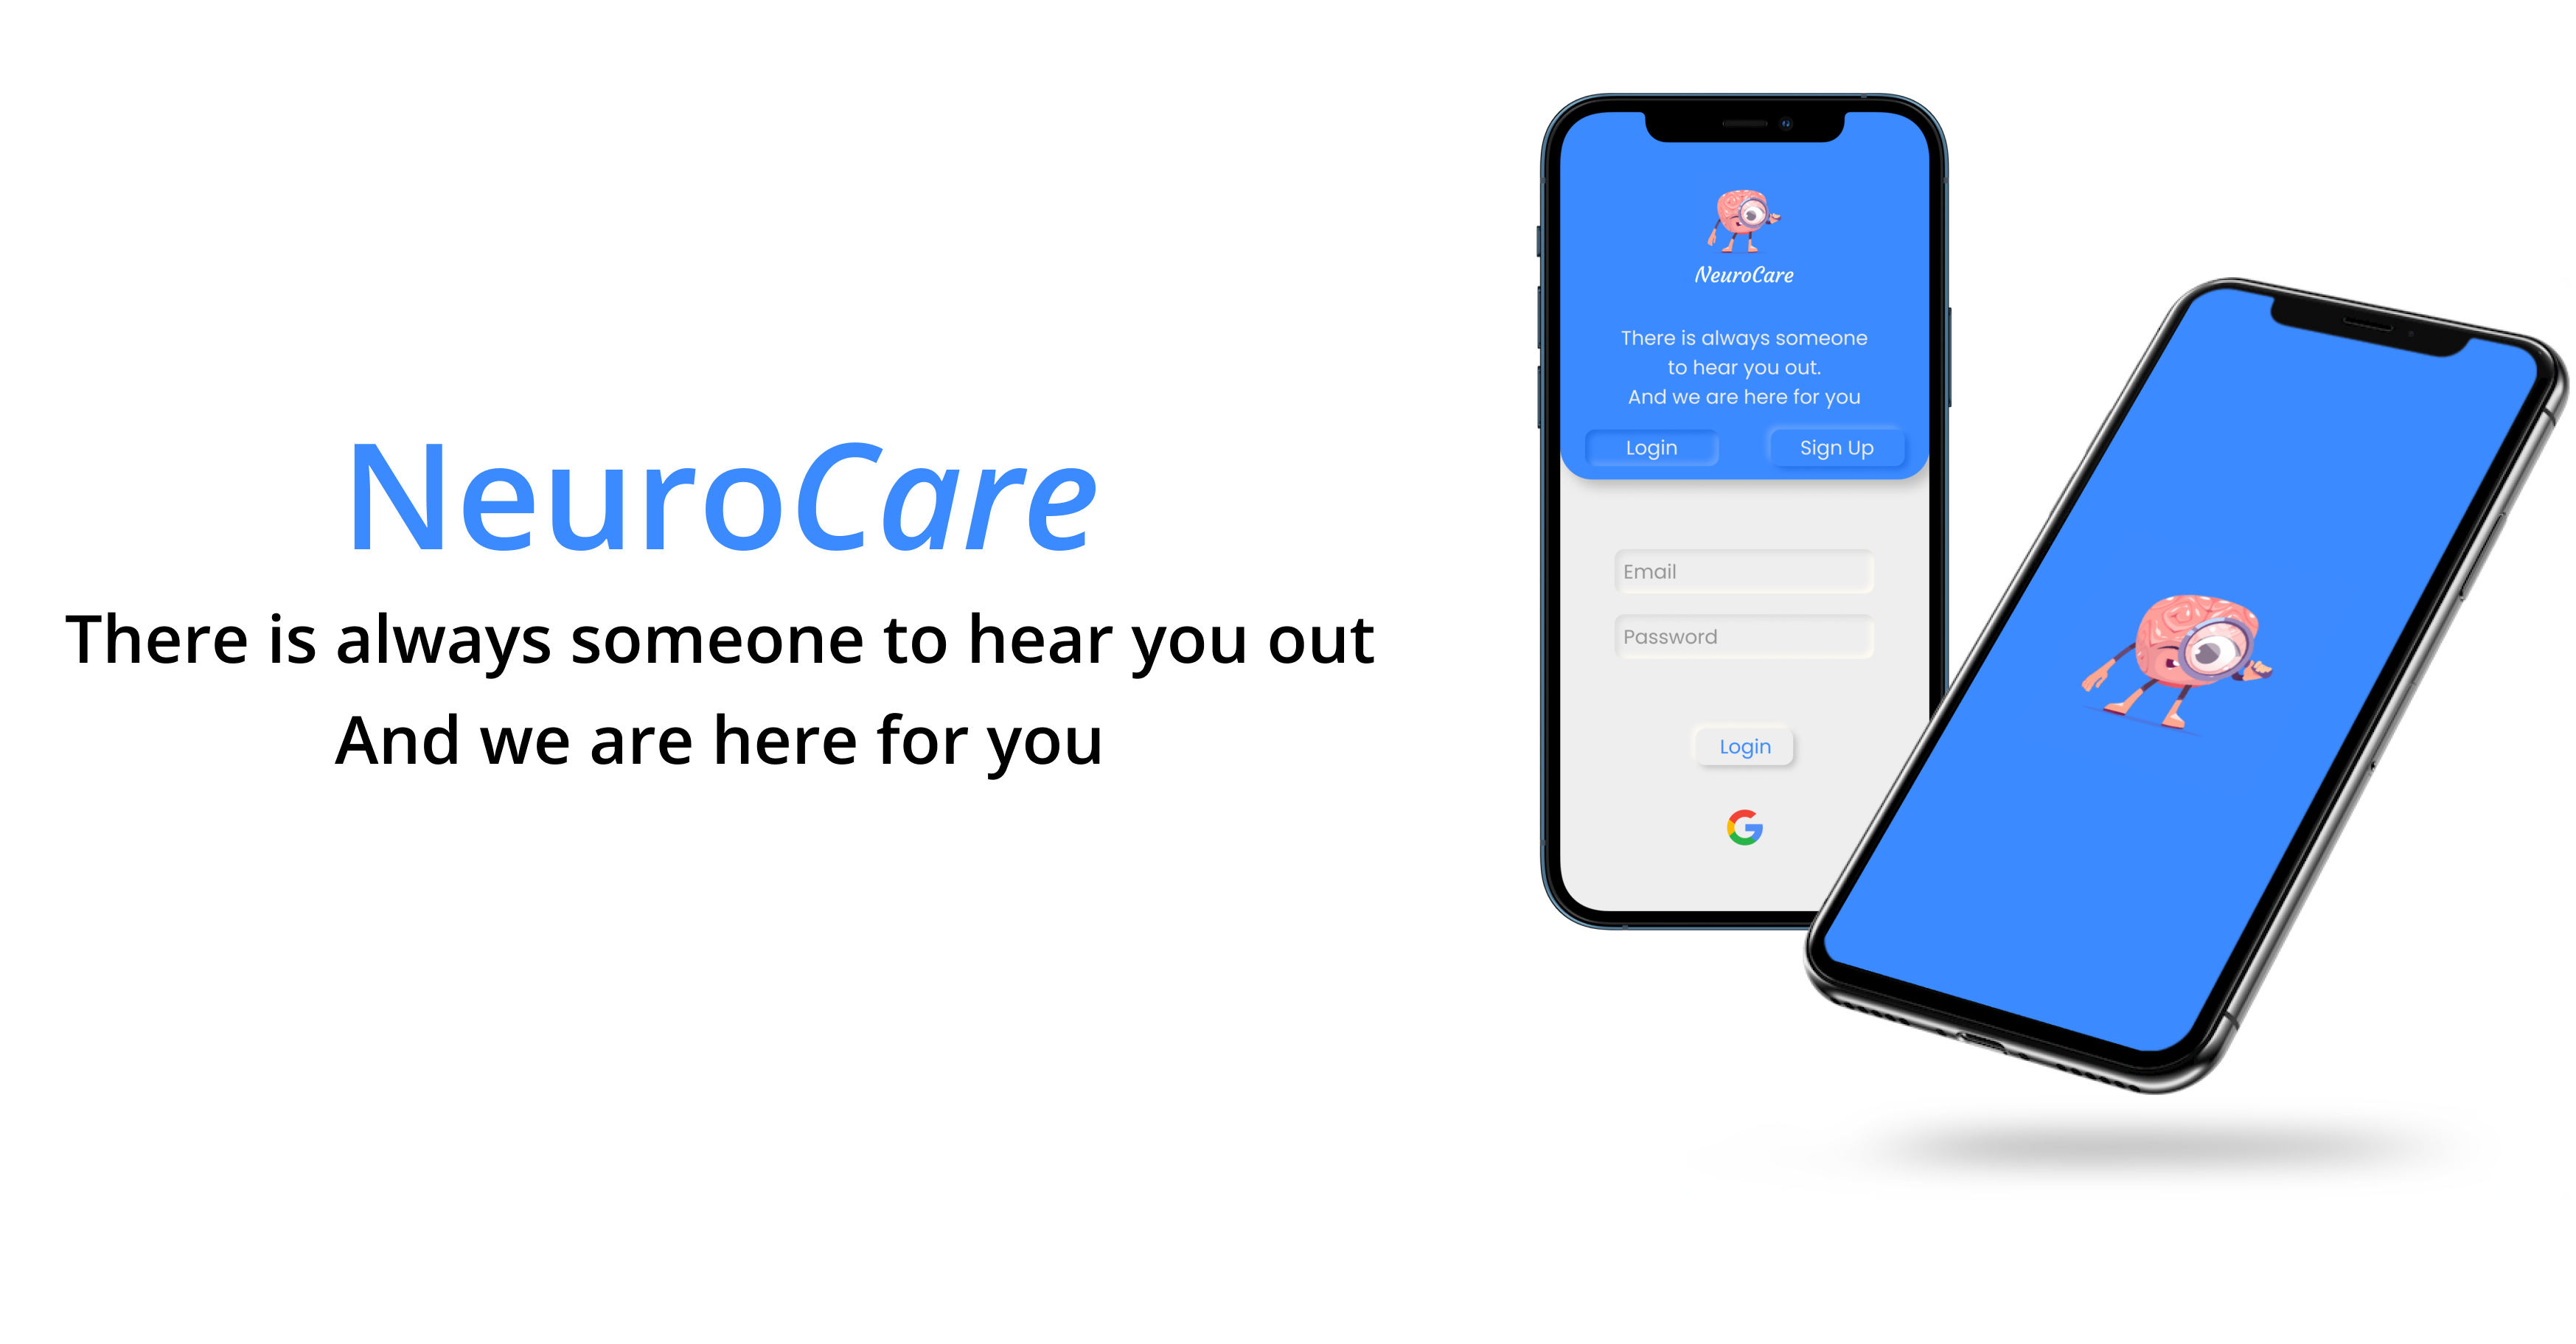 NeuroCare
There is always someone to hear you out
And we are here for you
NeuroCare
There is always someone
to hear you out.
And we are here for you
Login
Sign Up
Email
Password
Login
G